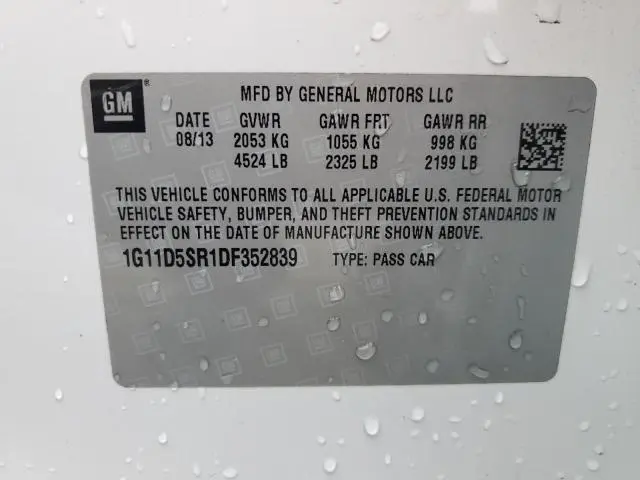 GM ®
MFD BY GENERAL MOTORS LLC
DATE GVWR GAWR FRT GAWR RR
08/13 2053 KG 1055 KG 998 KG
4524 LB 2325 LB 2199 LB
THIS VEHICLE CONFORMS TO ALL APPLICABLE U.S. FEDERAL MOTOR
VEHICLE SAFETY, BUMPER, AND THEFT PREVENTION STANDARDS IN
EFFECT ON THE DATE OF MANUFACTURE SHOWN ABOVE.
1G11D5SR1DF352839 TYPE: PASS CAR